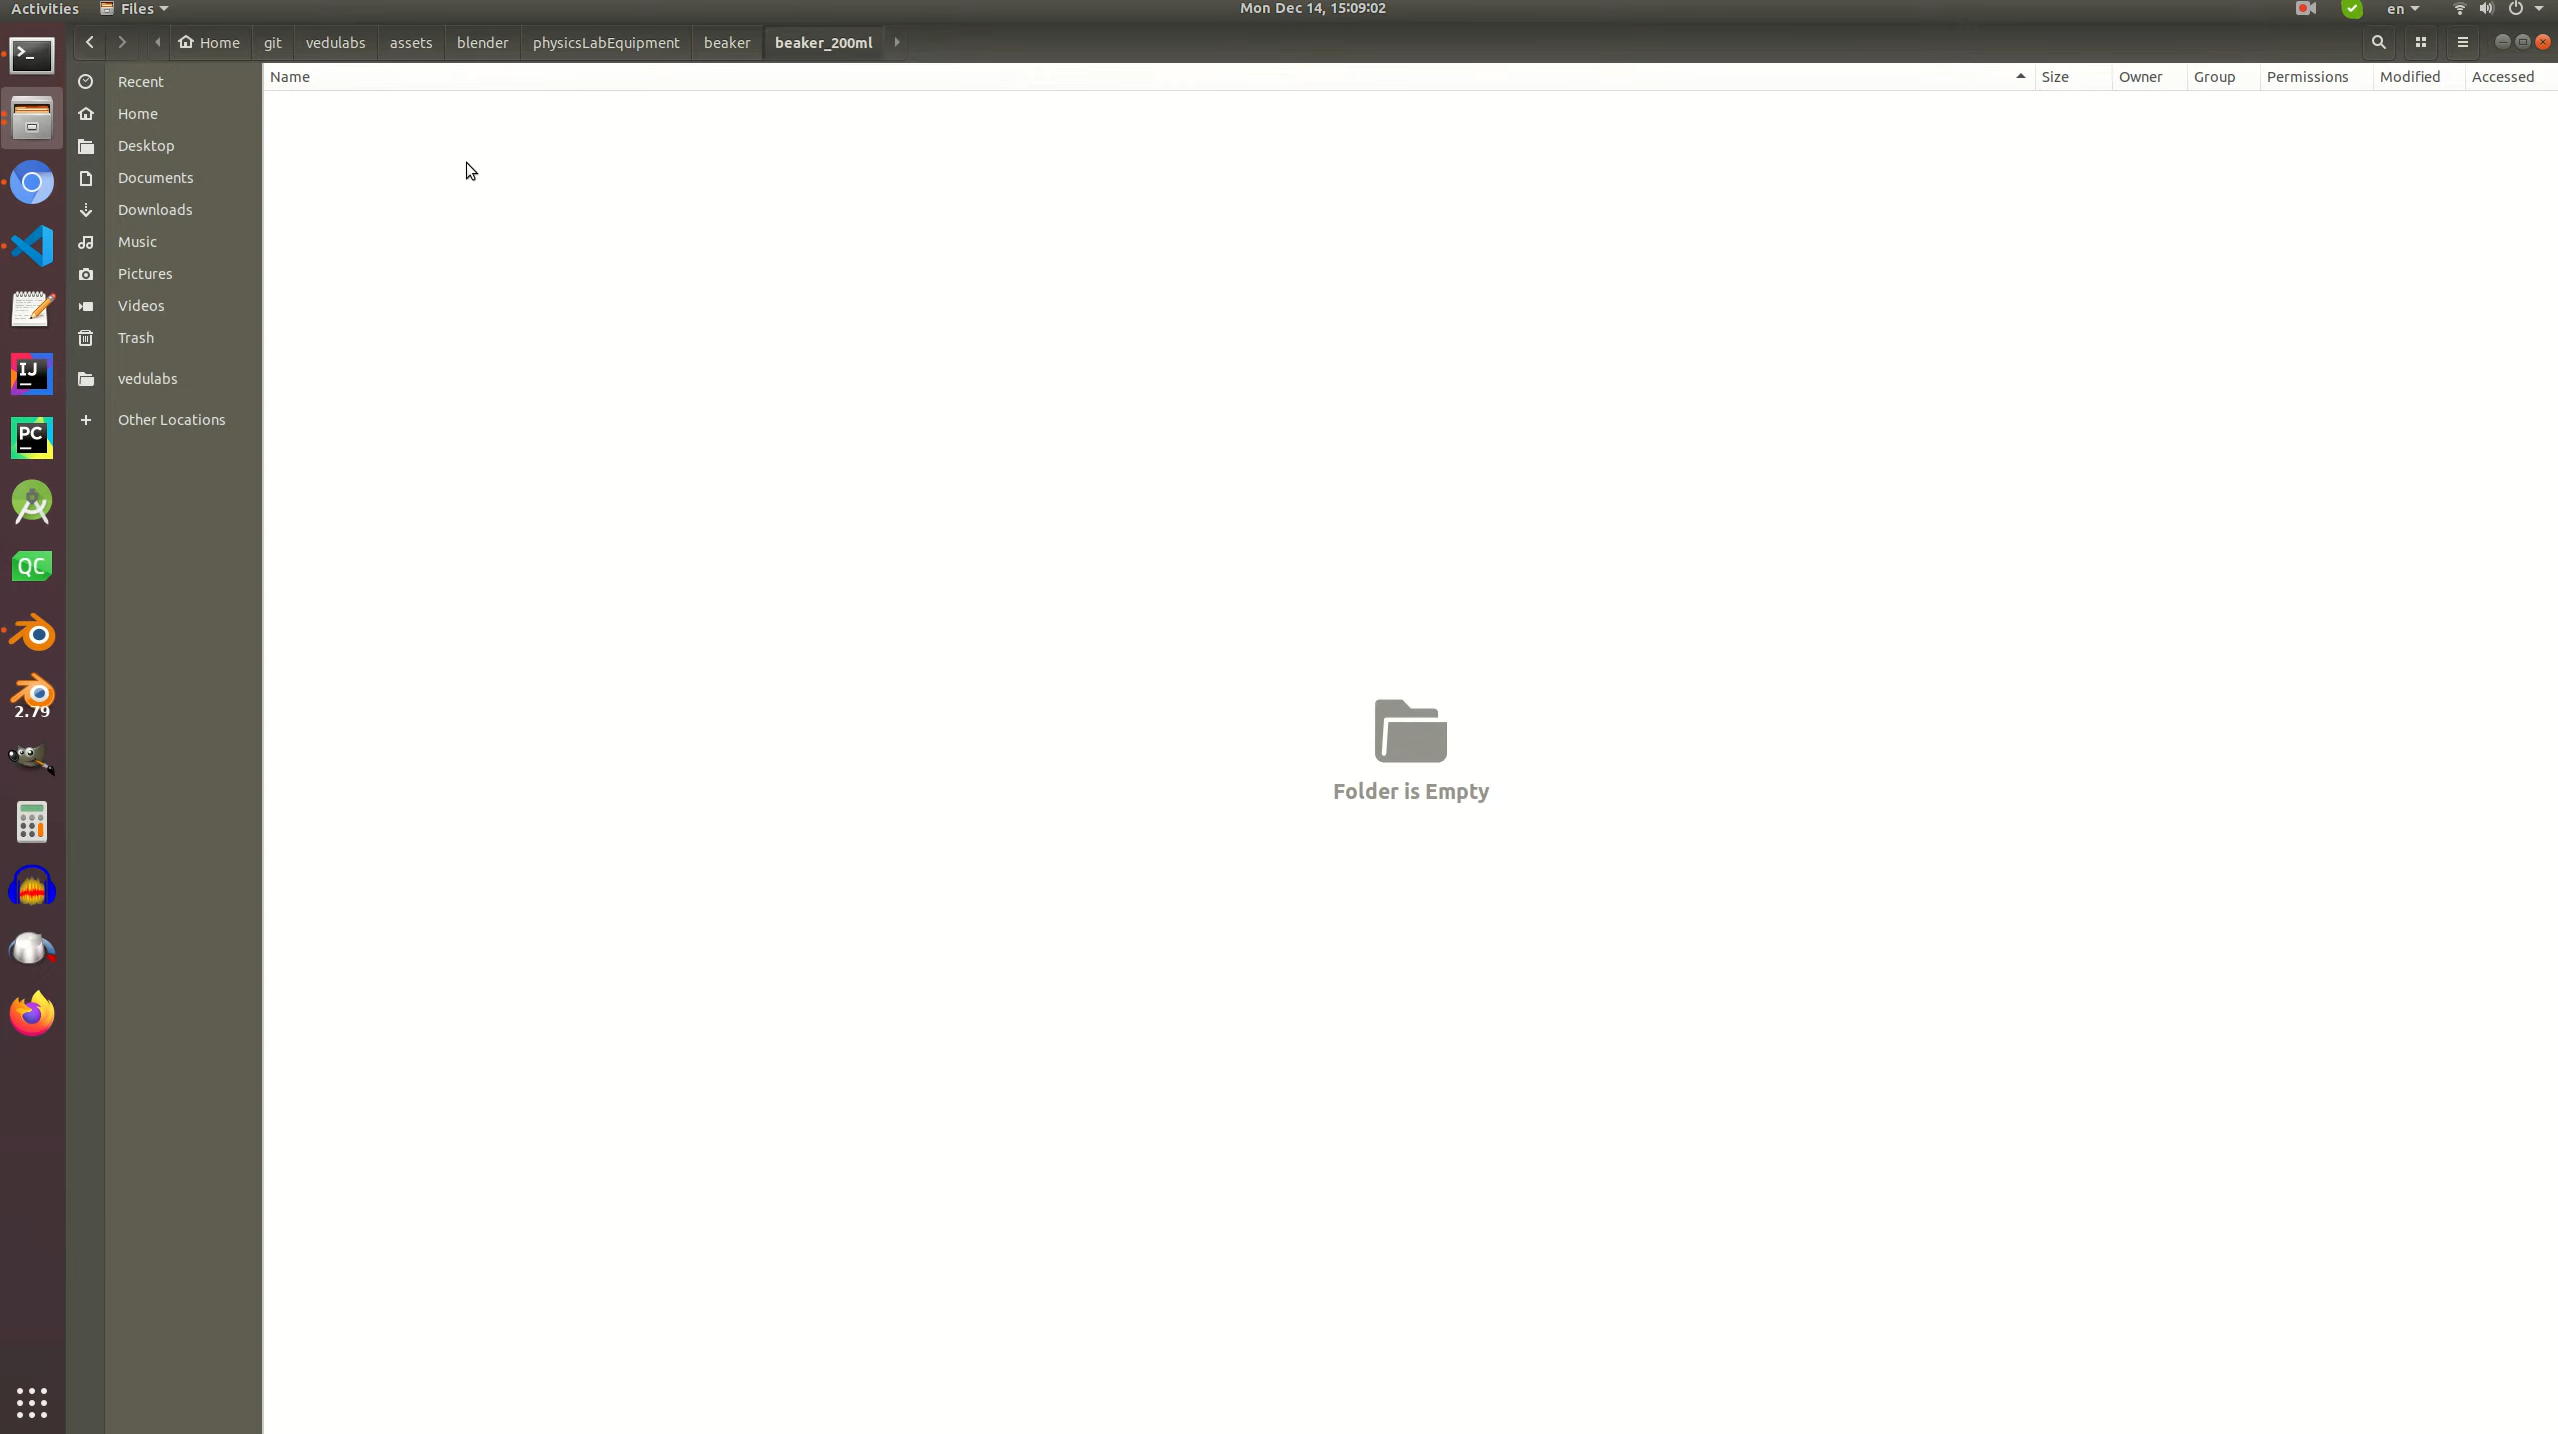 Activities Files Mon Dec 14, 15:09:02 en
Home git vedulabs assets blender physicsLabEquipment beaker beaker_200ml
Name Size Owner Group Permissions Modified Accessed
Recent
Home
Desktop
Documents
Downloads
Music
Pictures
Videos
Trash
vedulabs
Other Locations
IJ
PC
QC
2.79
Folder is Empty